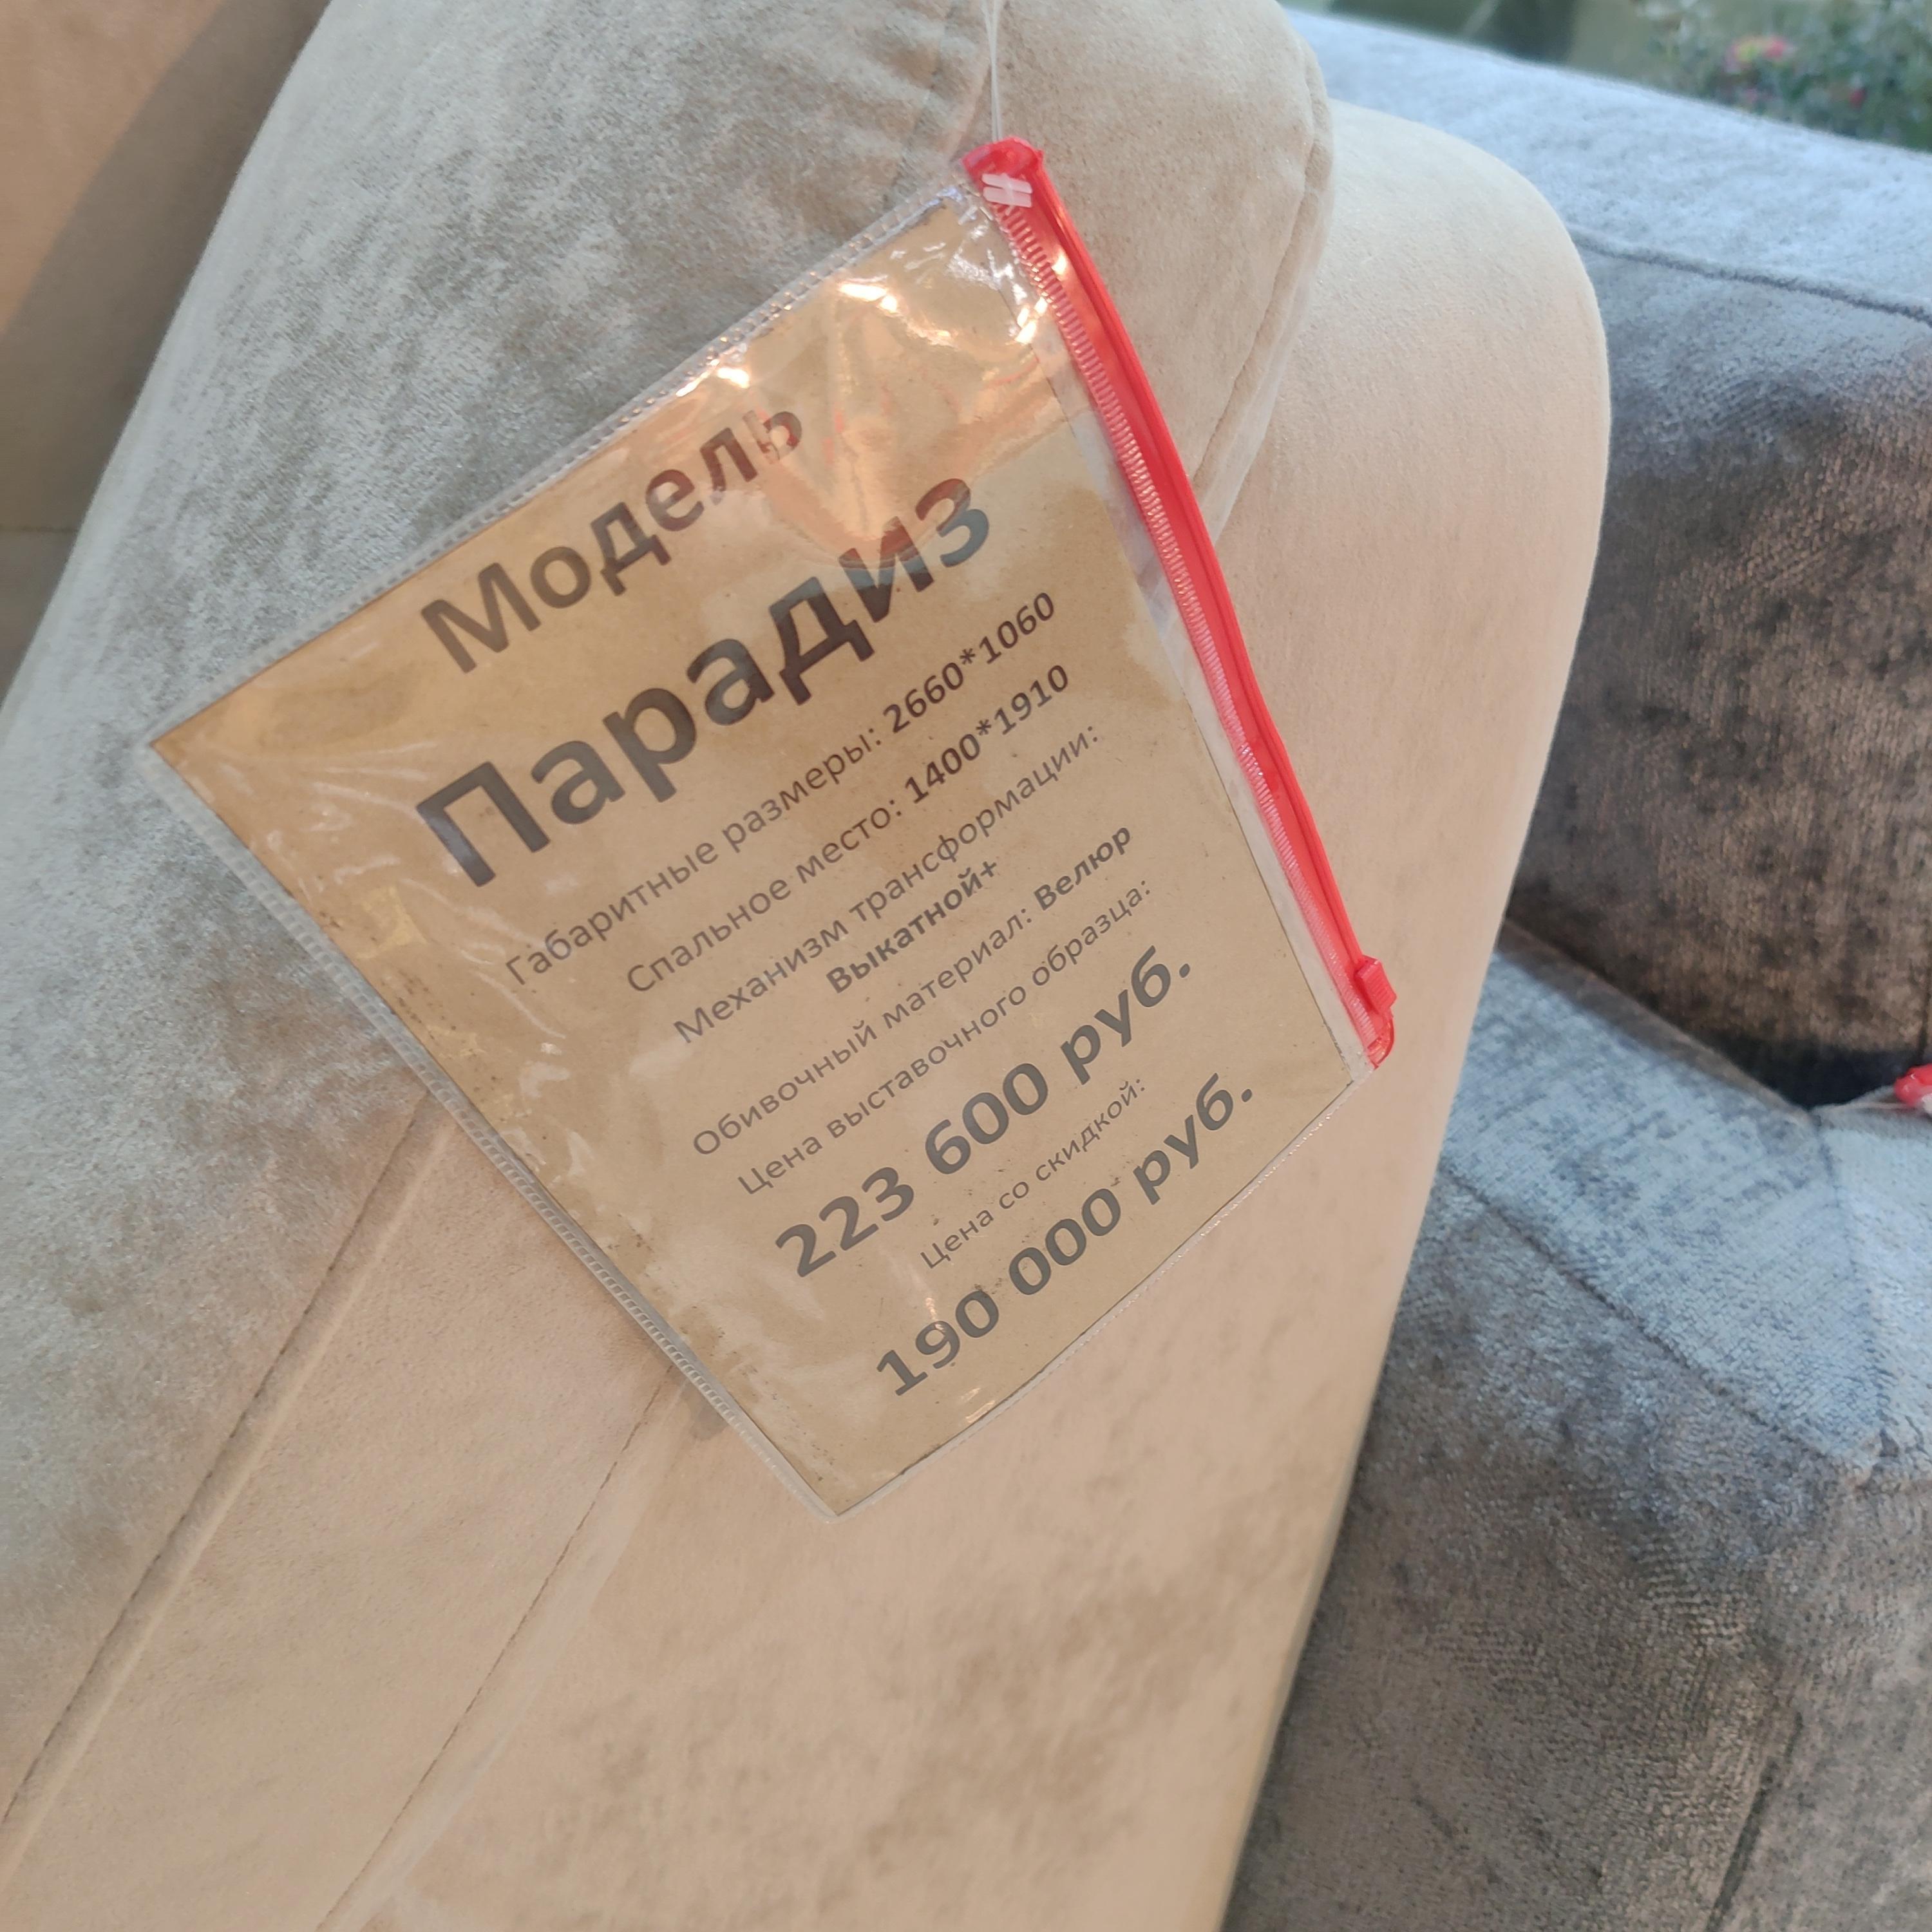 Модель
Парадиз
Габаритные размеры: 2660*1060
Спальное место: 1400*1910
Механизм трансформации:
Выкатной+
Обивочный материал: Велюр
Цена выставочного образца:
223 600 руб.
Цена со скидкой:
190 000 руб.